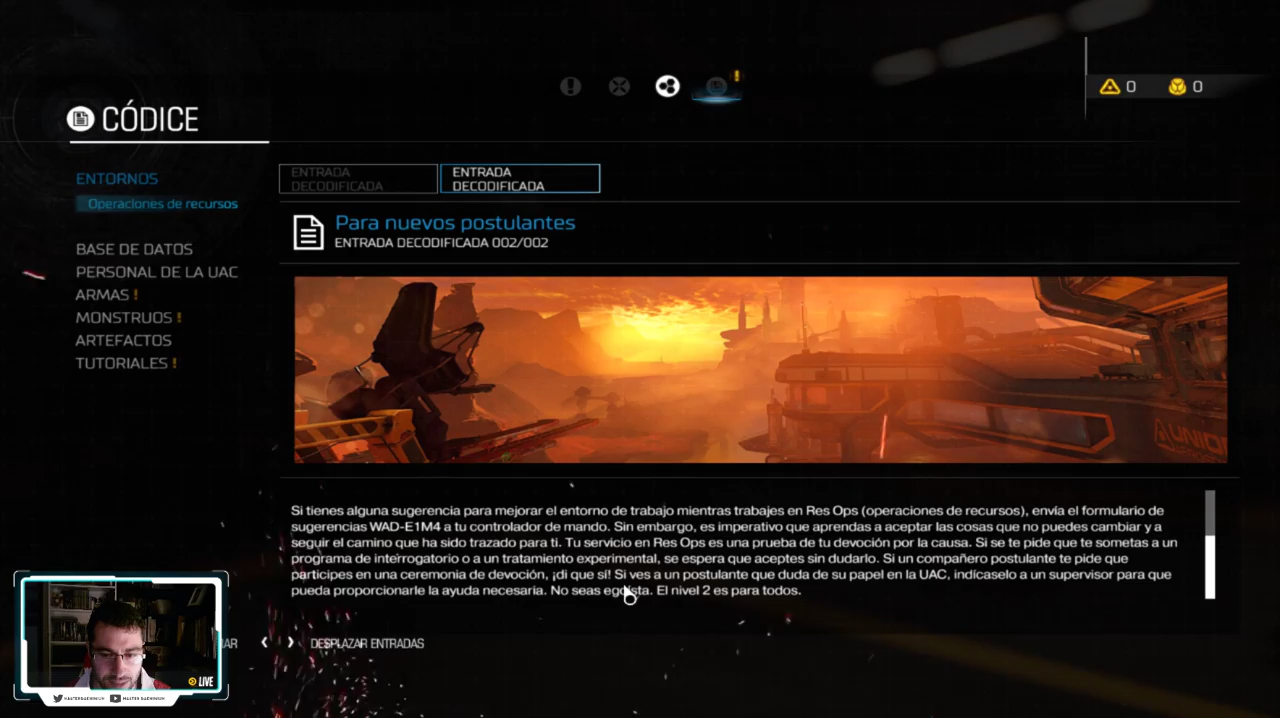 0 0
CÓDICE
ENTORNOS
Operaciones de recursos
BASE DE DATOS
PERSONAL DE LA UAC
ARMAS !
MONSTRUOS !
ARTEFACTOS
TUTORIALES !
ENTRADA
DECODIFICADA
ENTRADA
DECODIFICADA
Para nuevos postulantes
ENTRADA DECODIFICADA 002/002
UNION
Si tienes alguna sugerencia para mejorar el entorno de trabajo mientras trabajes en Res Ops (operaciones de recursos), envía el formulario de
sugerencias WAD-E1M4 a tu controlador de mando. Sin embargo, es imperativo que aprendas a aceptar las cosas que no puedes cambiar y a
seguir el camino que ha sido trazado para ti. Tu servicio en Res Ops es una prueba de tu devoción por la causa. Si se te pide que te sometas a un
programa de interrogatorio o a un tratamiento experimental, se espera que aceptes sin dudarlo. Si un compañero postulante te pide que
participes en una ceremonia de devoción, ¡di que sí! Si ves a un postulante que duda de su papel en la UAC, indícaselo a un supervisor para que
pueda proporcionarle la ayuda necesaria. No seas egoísta. El nivel 2 es para todos.
DESPLAZAR ENTRADAS
LIVE